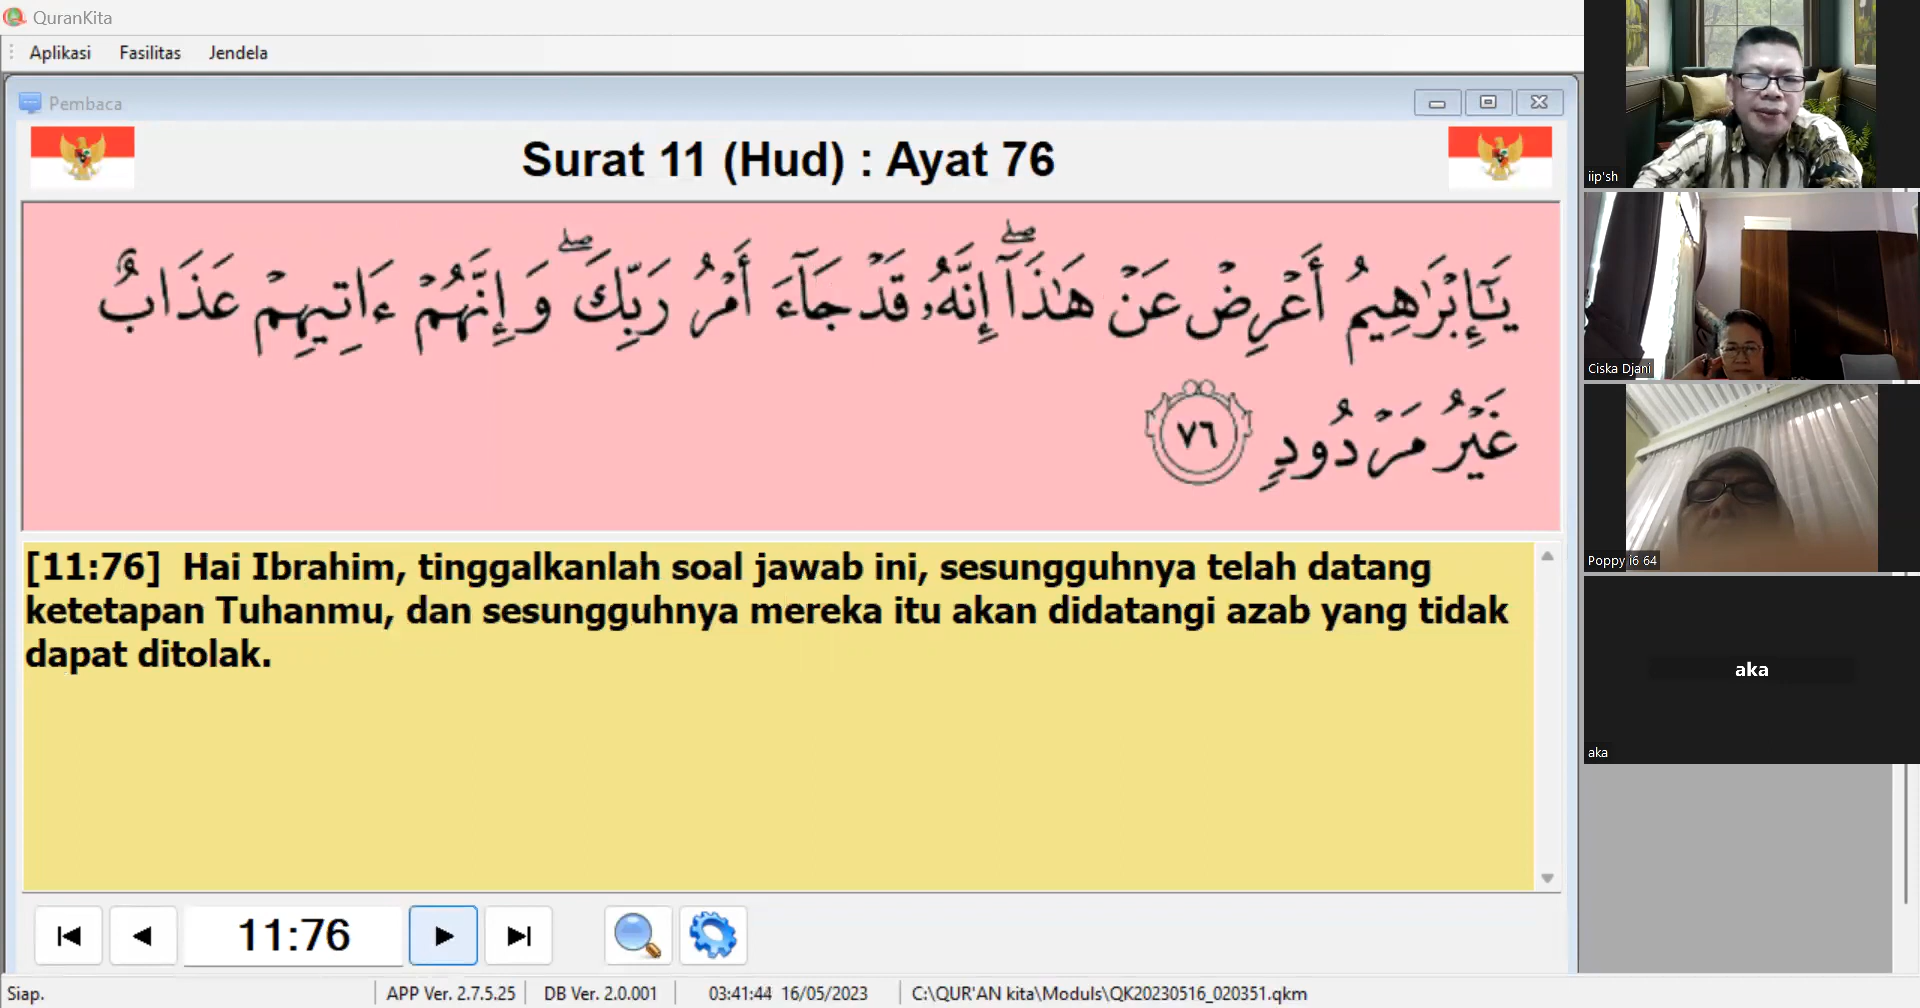 QuranKita
Aplikasi Fasilitas Jendela
Pembaca
Surat 11 (Hud) : Ayat 76
يَـٰٓإِبْرَٰهِيمُ أَعْرِضْ عَنْ هَـٰذَآ ۖ إِنَّهُۥ قَدْ جَآءَ أَمْرُ رَبِّكَ ۖ وَإِنَّهُمْ ءَاتِيهِمْ عَذَابٌ
غَيْرُ مَرْدُودٍ ٧٦
[11:76] Hai Ibrahim, tinggalkanlah soal jawab ini, sesungguhnya telah datang
ketetapan Tuhanmu, dan sesungguhnya mereka itu akan didatangi azab yang tidak
dapat ditolak.
11:76
Siap. APP Ver. 2.7.5.25 DB Ver. 2.0.001 03:41:44 16/05/2023 C:\QUR'AN kita\Moduls\QK20230516_020351.qkm
iip'sh
Ciska Djani
Poppy i6 64
aka
aka